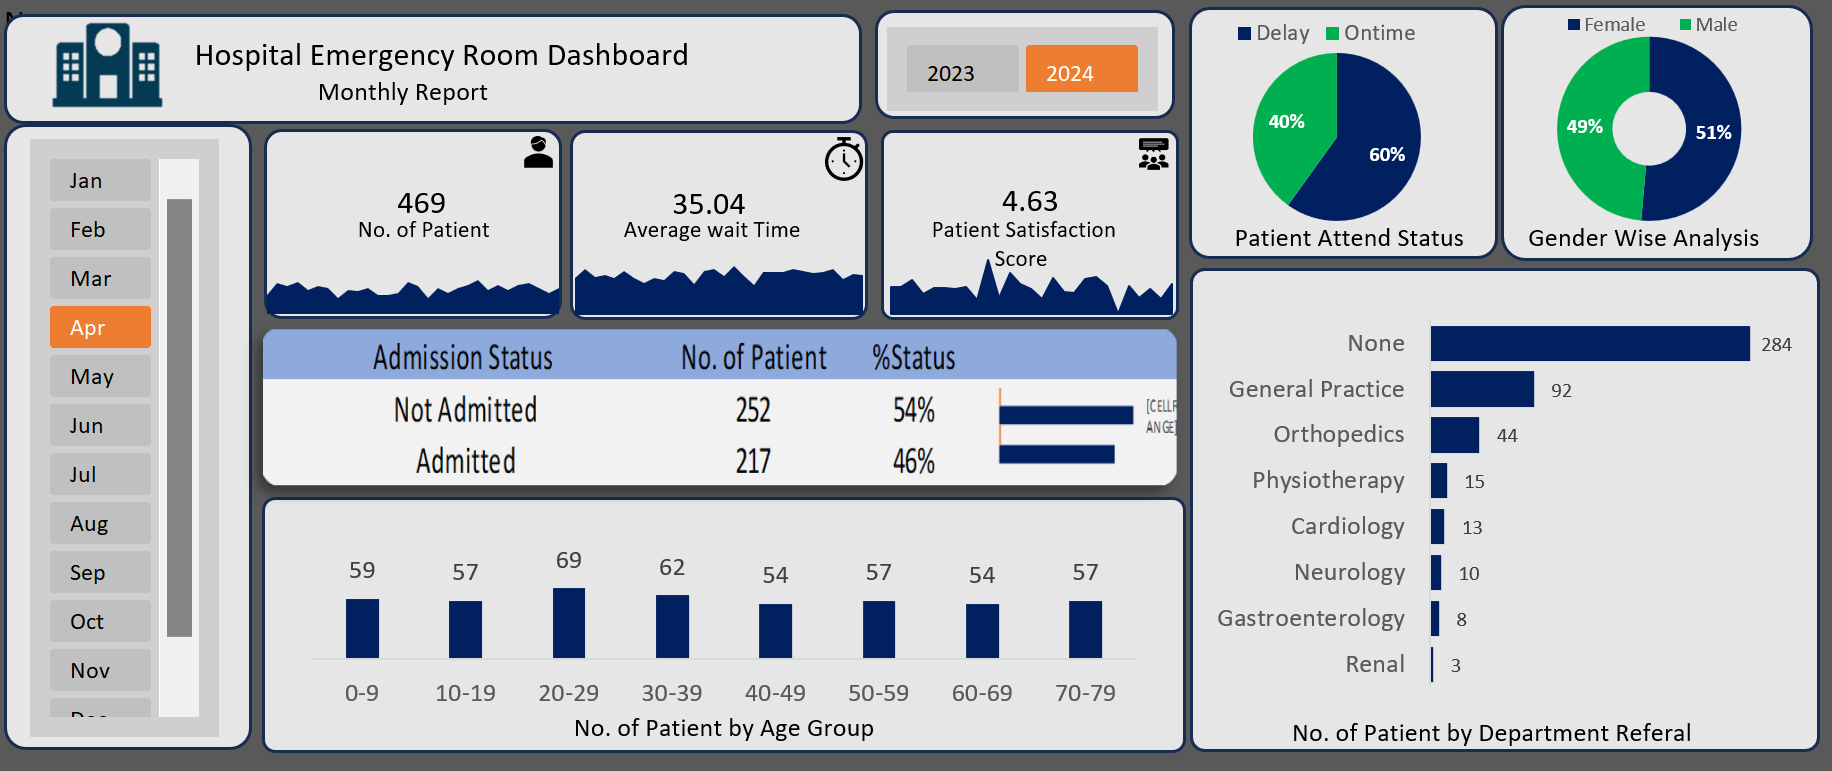 Hospital Emergency Room Dashboard
Monthly Report
2023
2024
Delay
Ontime
40%
60%
Patient Attend Status
Female
Male
49%
51%
Gender Wise Analysis
Jan
Feb
Mar
Apr
May
Jun
Jul
Aug
Sep
Oct
Nov
469
No. of Patient
35.04
Average wait Time
4.63
Patient Satisfaction
Score
Admission Status No. of Patient %Status
Not Admitted 252 54%
Admitted 217 46%
[CELLR
ANGE]
59 57 69 62 54 57 54 57
0-9 10-19 20-29 30-39 40-49 50-59 60-69 70-79
No. of Patient by Age Group
None 284
General Practice 92
Orthopedics 44
Physiotherapy 15
Cardiology 13
Neurology 10
Gastroenterology 8
Renal 3
No. of Patient by Department Referal